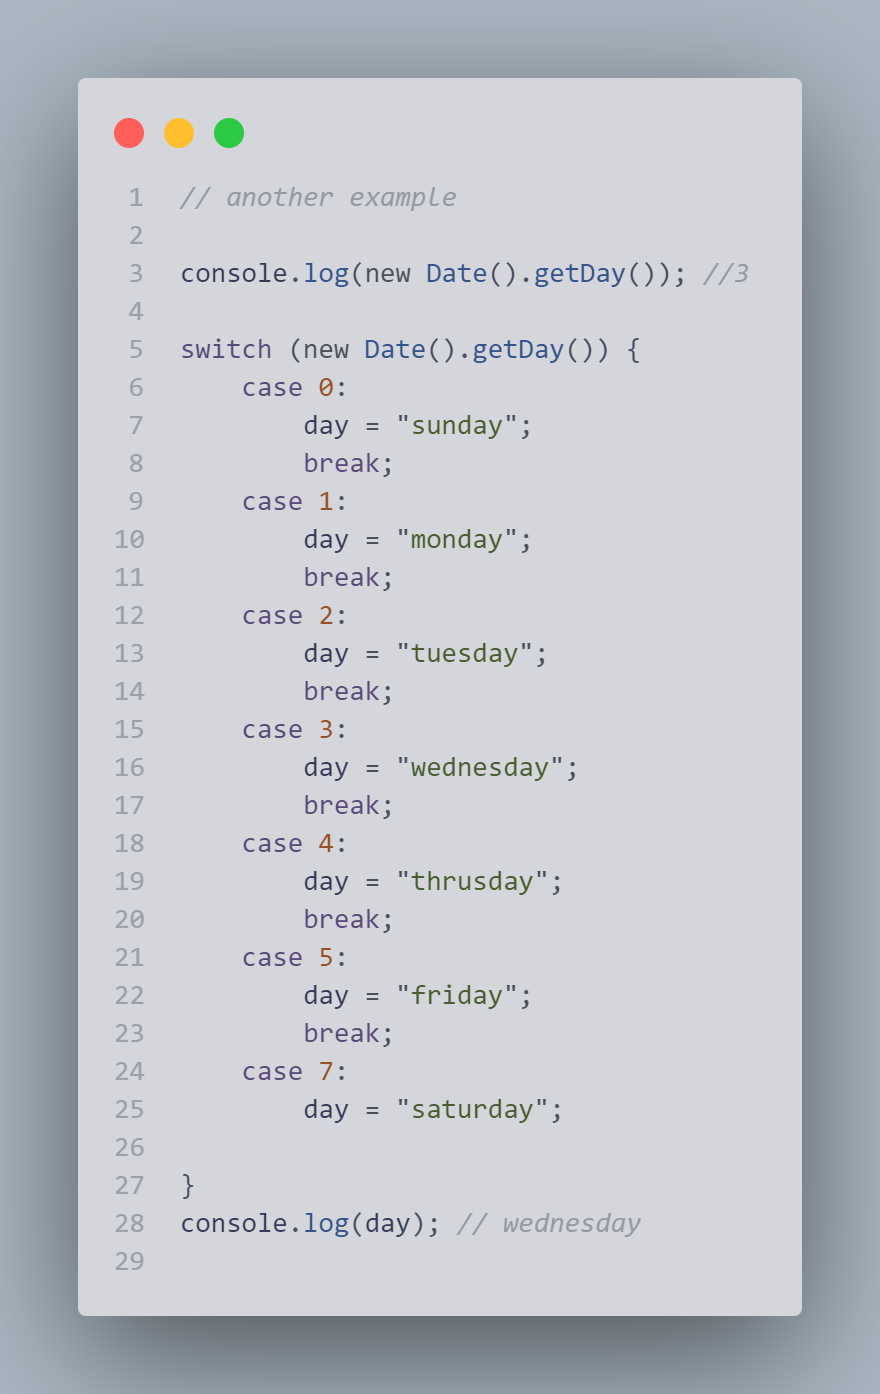 1 // another example
2
3 console.log(new Date().getDay()); //3
4
5 switch (new Date().getDay()) {
6     case 0:
7         day = "sunday";
8         break;
9     case 1:
10         day = "monday";
11         break;
12     case 2:
13         day = "tuesday";
14         break;
15     case 3:
16         day = "wednesday";
17         break;
18     case 4:
19         day = "thrusday";
20         break;
21     case 5:
22         day = "friday";
23         break;
24     case 7:
25         day = "saturday";
26
27 }
28 console.log(day); // wednesday
29